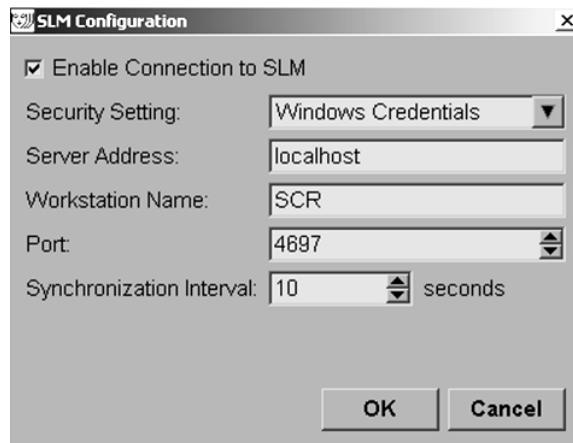 SLM Configuration
Enable Connection to SLM
Security Setting: Windows Credentials
Server Address: localhost
Workstation Name: SCR
Port: 4697
Synchronization Interval: 10 seconds
OK Cancel